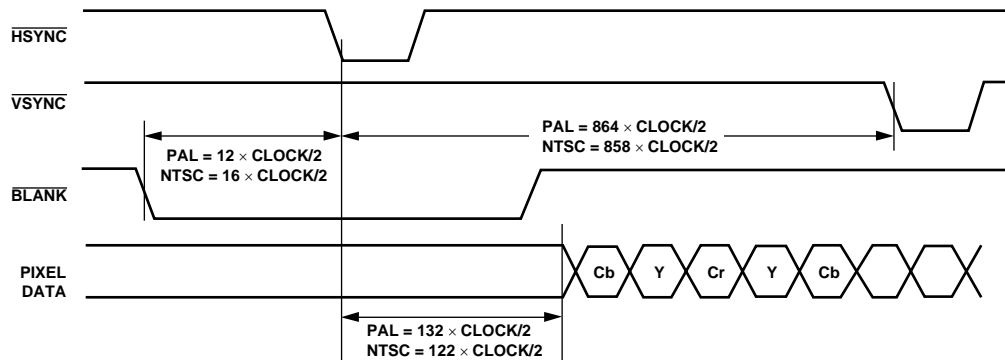 HSYNC
VSYNC
PAL = 12 × CLOCK/2
NTSC = 16 × CLOCK/2
PAL = 864 × CLOCK/2
NTSC = 858 × CLOCK/2
BLANK
PIXEL
DATA
Cb Y Cr Y Cb
PAL = 132 × CLOCK/2
NTSC = 122 × CLOCK/2